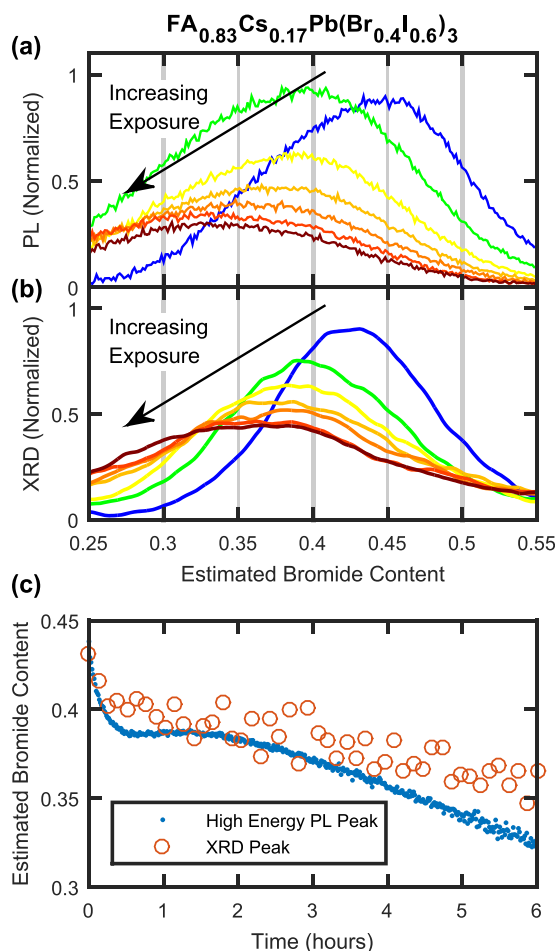 FA0.83Cs0.17Pb(Br0.4I0.6)3
(a)
1
0.5
0
PL (Normalized)
Increasing
Exposure
(b)
1
0.5
0
XRD (Normalized)
Increasing
Exposure
0.25 0.3 0.35 0.4 0.45 0.5 0.55
Estimated Bromide Content
(c)
0.45
0.4
0.35
0.3
Estimated Bromide Content
High Energy PL Peak
XRD Peak
0 1 2 3 4 5 6
Time (hours)